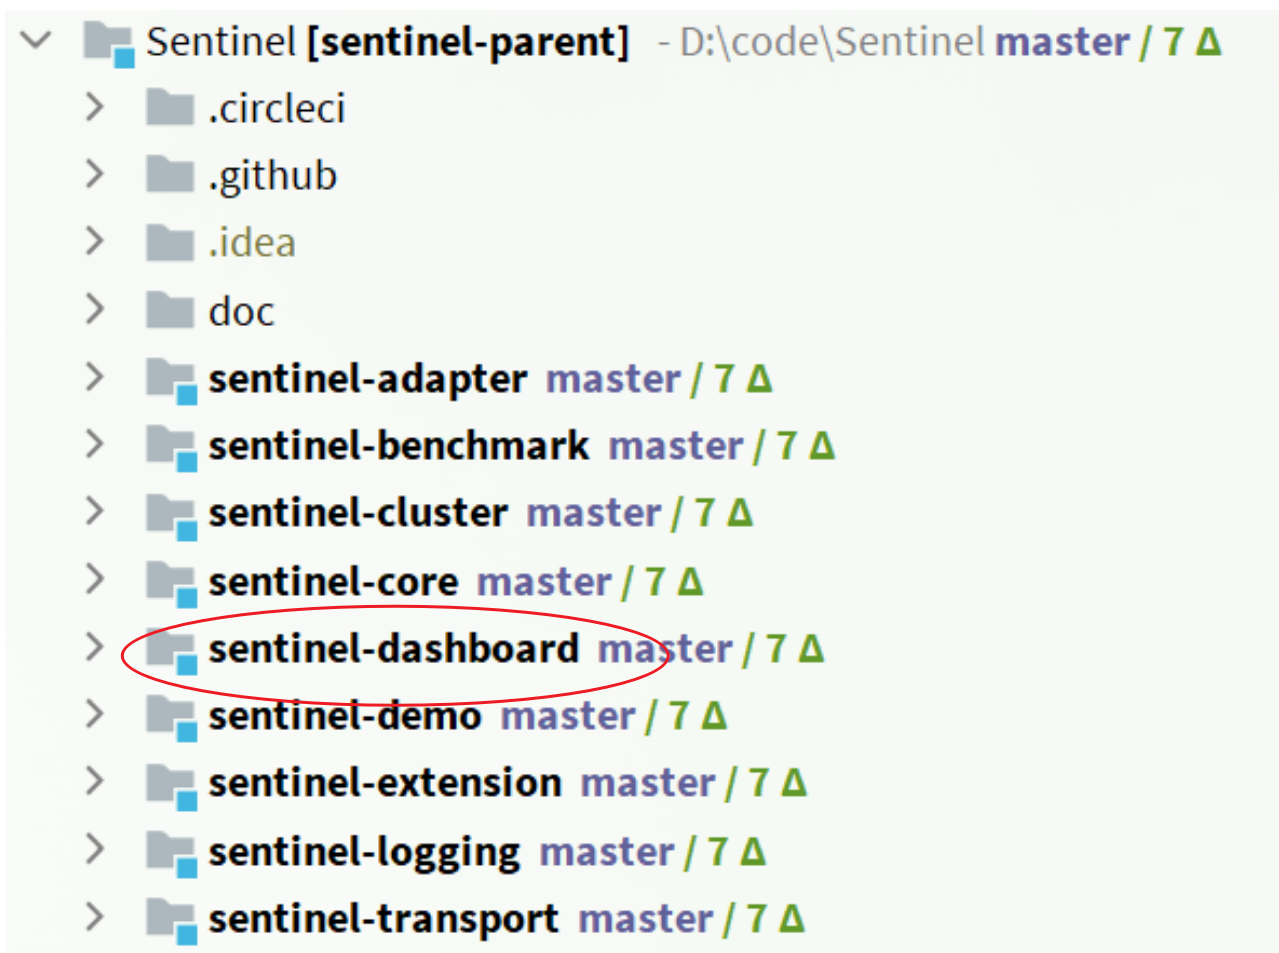 Sentinel [sentinel-parent] - D:\code\Sentinel master / 7 Δ
.circleci
.github
.idea
doc
sentinel-adapter master / 7 Δ
sentinel-benchmark master / 7 Δ
sentinel-cluster master / 7 Δ
sentinel-core master / 7 Δ
sentinel-dashboard master / 7 Δ
sentinel-demo master / 7 Δ
sentinel-extension master / 7 Δ
sentinel-logging master / 7 Δ
sentinel-transport master / 7 Δ